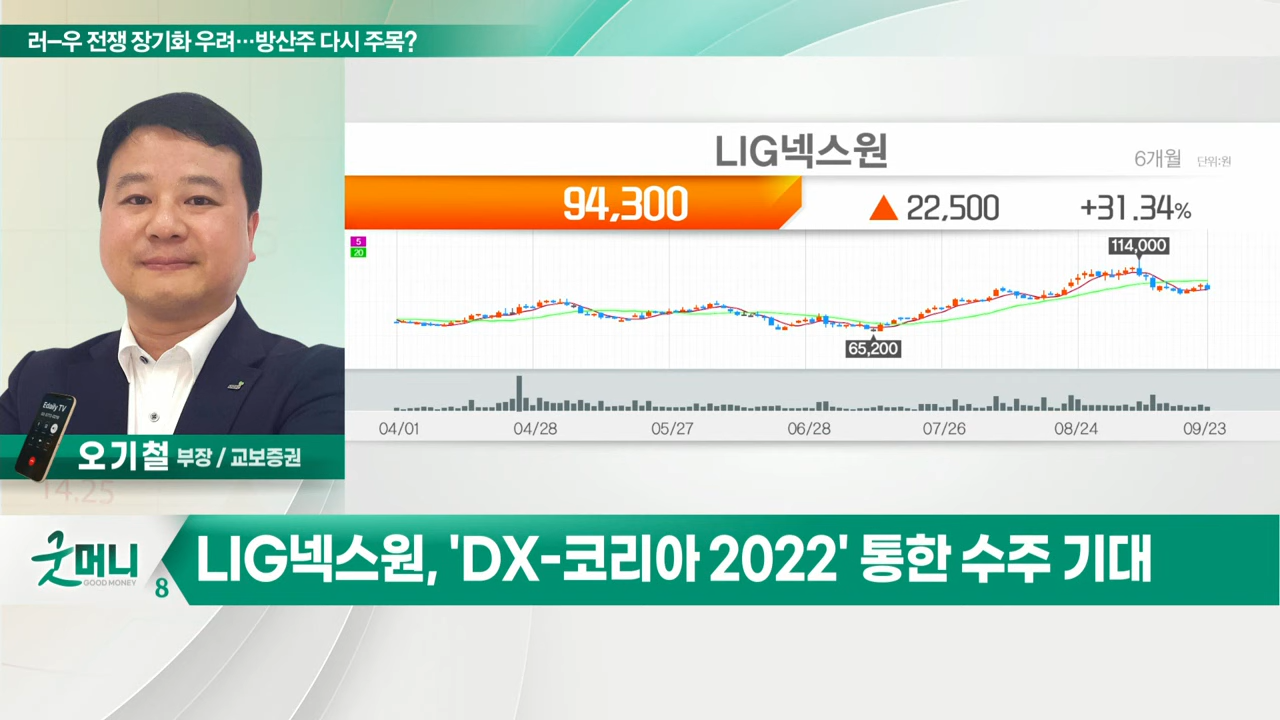 러-우 전쟁 장기화 우려…방산주 다시 주목?
LIG넥스원
6개월 단위:원
94,300 ▲ 22,500 +31.34%
5
20
114,000
65,200
04/01 04/28 05/27 06/28 07/26 08/24 09/23
Edaily TV
오기철 부장 / 교보증권
14.25
굿머니
GOOD MONEY
8
LIG넥스원, 'DX-코리아 2022' 통한 수주 기대